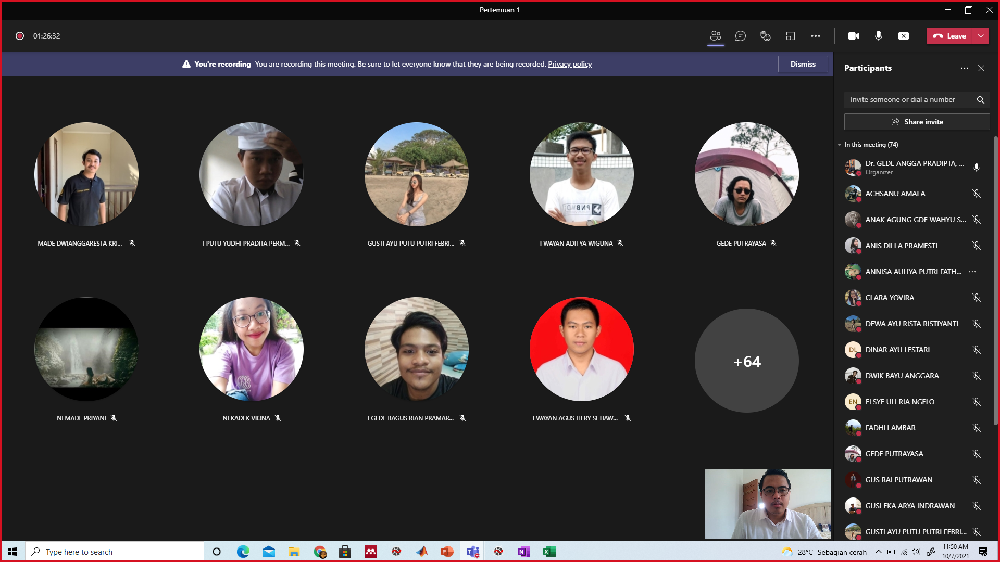 Pertemuan 1
01:26:32
Leave
You're recording You are recording this meeting. Be sure to let everyone know that they are being recorded. Privacy policy
Dismiss
MADE DWIANGGARESTA KRI...
I PUTU YUDHI PRADITA PERM...
GUSTI AYU PUTU PUTRI FEBRI...
I WAYAN ADITYA WIGUNA
GEDE PUTRAYASA
NI MADE PRIYANI
NI KADEK VIONA
I GEDE BAGUS RIAN PRAMAR...
I WAYAN AGUS HERY SETIAW...
+64
Participants
Invite someone or dial a number
Share invite
In this meeting (74)
Dr. GEDE ANGGA PRADIPTA, ...
Organizer
ACHSANU AMALA
ANAK AGUNG GDE WAHYU S...
ANIS DILLA PRAMESTI
ANNISA AULIYA PUTRI FATH...
CLARA YOVIRA
DEWA AYU RISTA RISTIYANTI
DL
DINAR AYU LESTARI
DWIK BAYU ANGGARA
EN
ELSYE ULI RIA NGELO
FADHLI AMBAR
GEDE PUTRAYASA
GUS RAI PUTRAWAN
GUSI EKA ARYA INDRAWAN
GUSTI AYU PUTU PUTRI FEBRI...
Type here to search
28°C Sebagian cerah
11:50 AM
10/7/2021